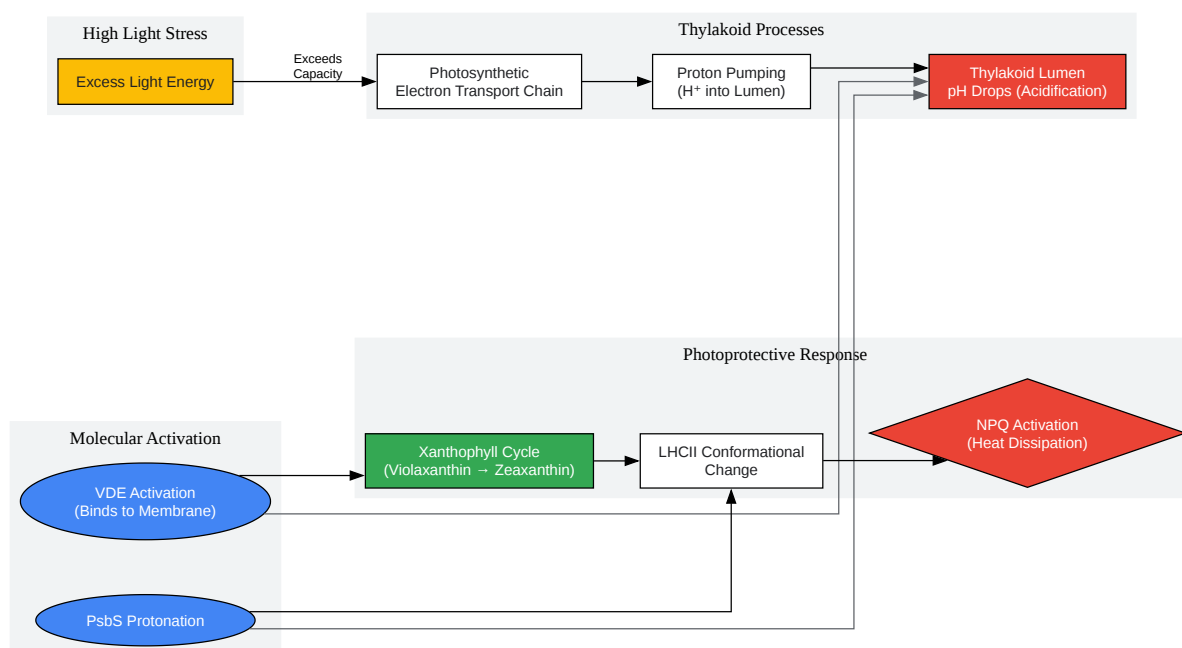 High Light Stress
Excess Light Energy
Exceeds
Capacity
Thylakoid Processes
Photosynthetic
Electron Transport Chain
Proton Pumping
(H⁺ into Lumen)
Thylakoid Lumen
pH Drops (Acidification)
Photoprotective Response
Xanthophyll Cycle
(Violaxanthin → Zeaxanthin)
LHCII Conformational
Change
NPQ Activation
(Heat Dissipation)
Molecular Activation
VDE Activation
(Binds to Membrane)
PsbS Protonation